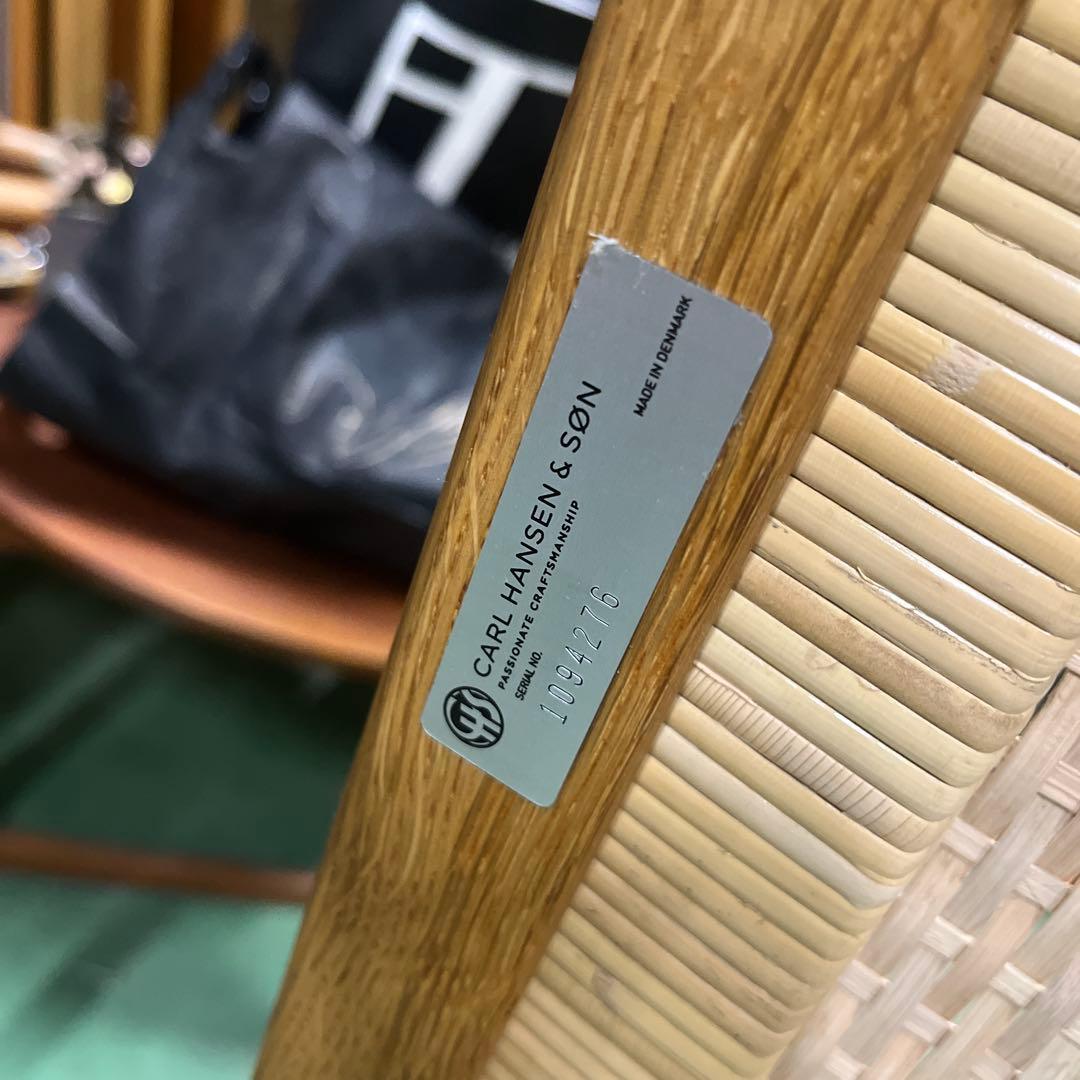 CARL HANSEN & SØN
PASSIONATE CRAFTSMANSHIP
SERIAL NO.
1094276
MADE IN DENMARK